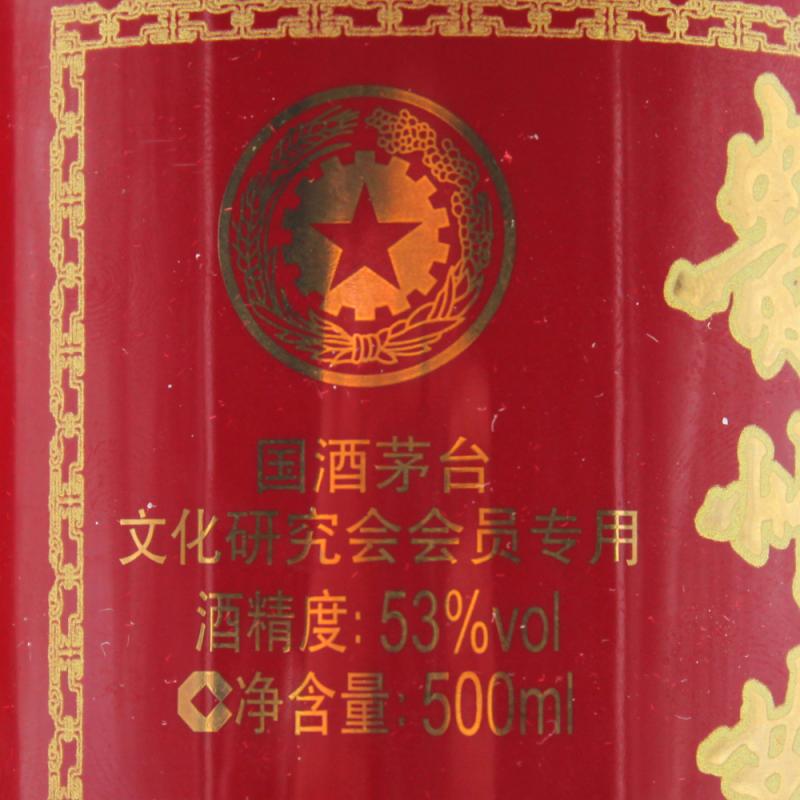 国酒茅台
文化研究会会员专用
酒精度: 53%vol
净含量: 500ml